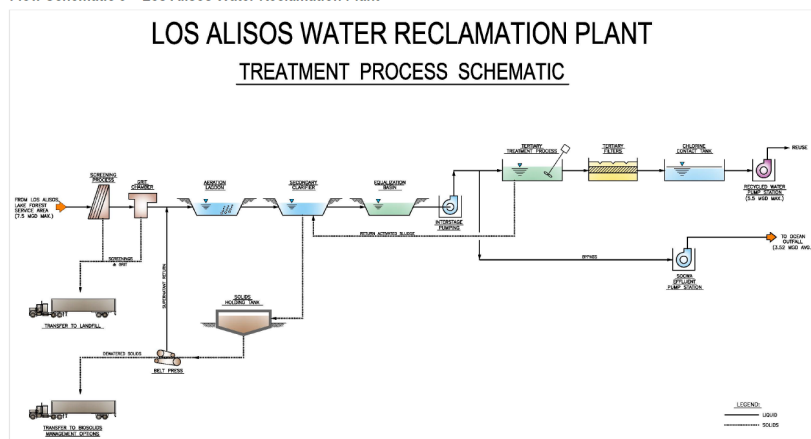 LOS ALISOS WATER RECLAMATION PLANT
TREATMENT PROCESS SCHEMATIC
SCREENING
PROCESS
GRIT
CHAMBER
AERATION
LAGOON
SECONDARY
CLARIFIER
EQUALIZATION
BASIN
TERTIARY
TREATMENT PROCESS
TERTIARY
FILTERS
CHLORINE
CONTACT TANK
REUSE
FROM LOS ALISOS,
LAKE FOREST
SERVICE AREA
(7.5 MGD MAX.)
INTERSTAGE
PUMPING
RECYCLED WATER
PUMP STATION
(5.5 MGD MAX.)
RETURN ACTIVATED SLUDGE
TO OCEAN
OUTFALL
(3.52 MGD AVG.
BYPASS
SCREENINGS
& GRIT
SUPERNATANT RETURN
SOCWA
EFFLUENT
PUMP STATION
SOLIDS
HOLDING TANK
TRANSFER TO LANDFILL
DEWATERED SOLIDS
BELT PRESS
TRANSFER TO BIOSOLIDS
MANAGEMENT OPTIONS
LEGEND:
LIQUID
SOLIDS